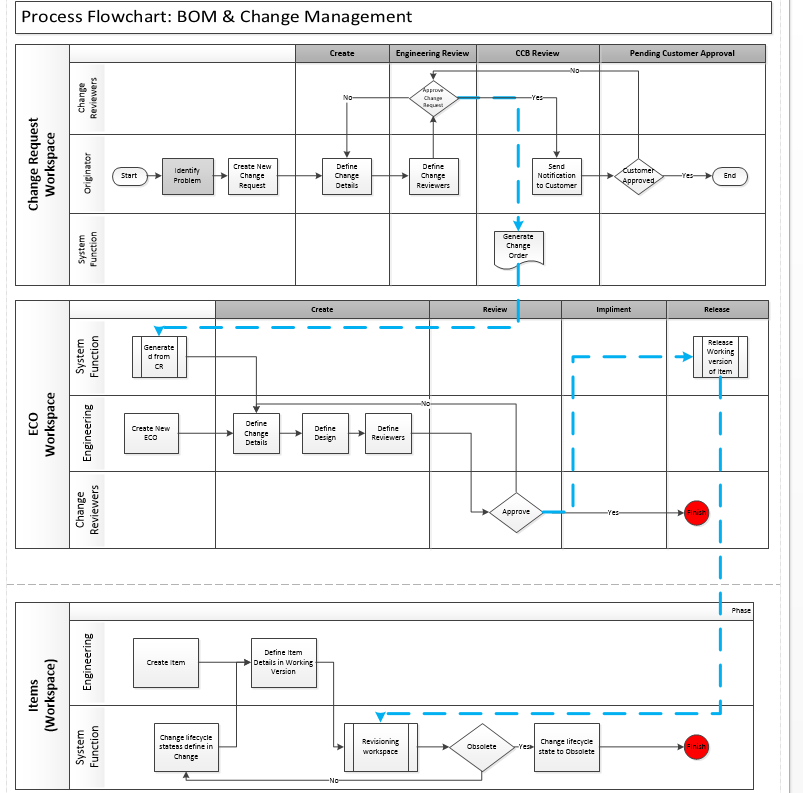 Process Flowchart: BOM & Change Management
Create
Engineering Review
CCB Review
Pending Customer Approval
Change Request
Workspace
Change
Reviewers
Approve
Change
Request
No
Yes
No
Originator
Start
Identify
Problem
Create New
Change
Request
Define
Change
Details
Define
Change
Reviewers
Send
Notification
to Customer
Customer
Approved
Yes
End
System
Function
Generate
Change
Order
Create
Review
Impliment
Release
ECO
Workspace
System
Function
Generate
d from
CR
Release
Working
version
of Item
No
Engineering
Create New
ECO
Define
Change
Details
Define
Design
Define
Reviewers
Change
Reviewers
Approve
Yes
Finish
Phase
Items
(Workspace)
Engineering
Create Item
Define Item
Details in Working
Version
System
Function
Change lifecycle
stateas define in
Change
Revisioning
workspace
Obsolete
Yes
Change lifecycle
state to Obsolete
Finish
No